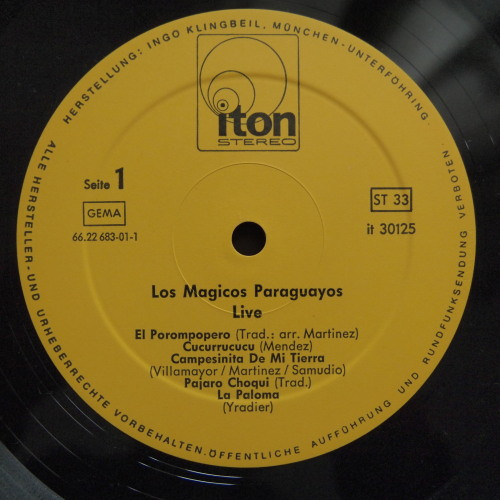 HERSTELLUNG: INGO KLINGBEIL, MÜNCHEN-UNTERFÖHRING.
ALLE HERSTELLER- UND URHEBERRECHTE VORBEHALTEN. ÖFFENTLICHE AUFFÜHRUNG UND RUNDFUNKSENDUNG VERBOTEN.
iton
STEREO
Seite 1
GEMA
66.22 683-01-1
ST 33
it 30125
Los Magicos Paraguayos
Live
El Porompopero (Trad.: arr. Martinez)
Cucurrucucu (Mendez)
Campesinita De Mi Tierra
(Villamayor / Martinez / Samudio)
Pajaro Choqui (Trad.)
La Paloma
(Yradier)